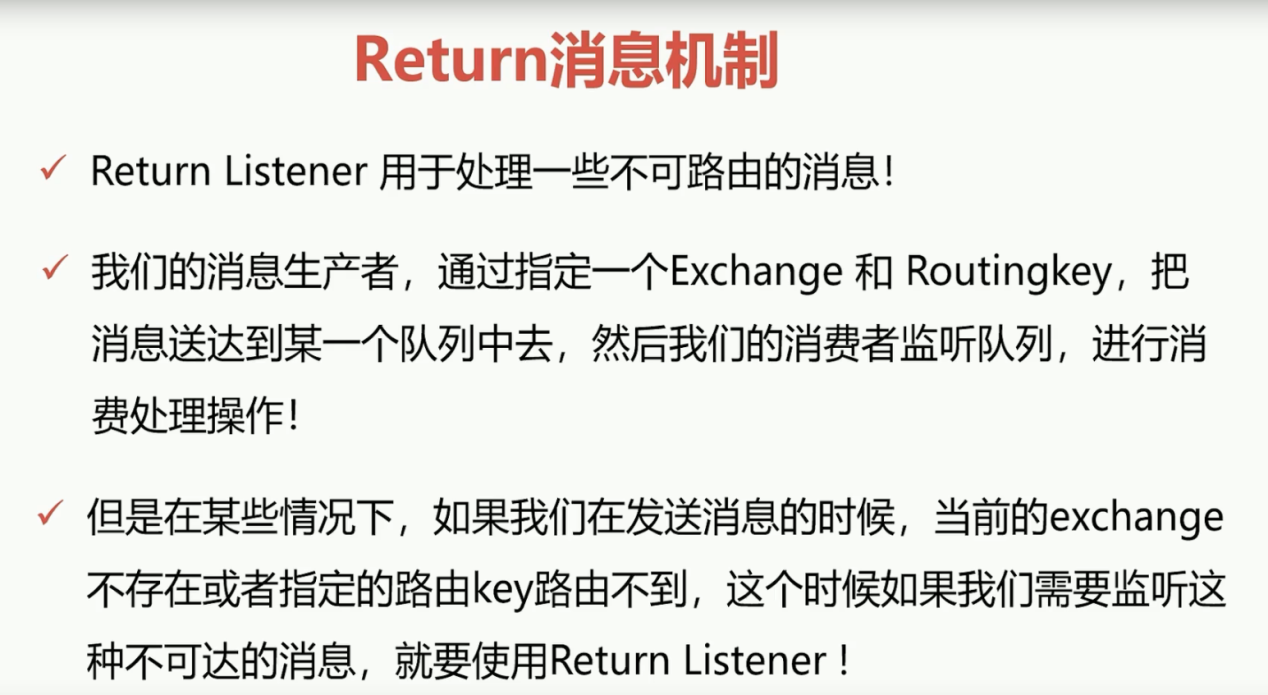 Return消息机制
✓ Return Listener 用于处理一些不可路由的消息！
✓ 我们的消息生产者，通过指定一个Exchange 和 Routingkey，把
消息送达到某一个队列中去，然后我们的消费者监听队列，进行消
费处理操作！
✓ 但是在某些情况下，如果我们在发送消息的时候，当前的exchange
不存在或者指定的路由key路由不到，这个时候如果我们需要监听这
种不可达的消息，就要使用Return Listener！